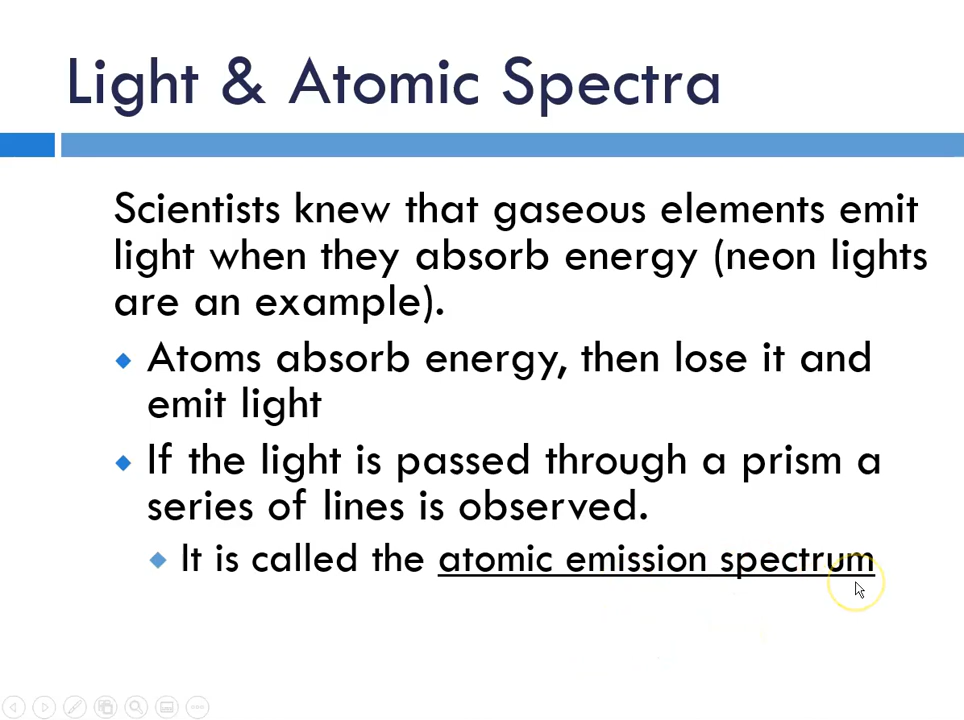 Light & Atomic Spectra
Scientists knew that gaseous elements emit
light when they absorb energy (neon lights
are an example).
Atoms absorb energy, then lose it and
emit light
If the light is passed through a prism a
series of lines is observed.
It is called the atomic emission spectrum